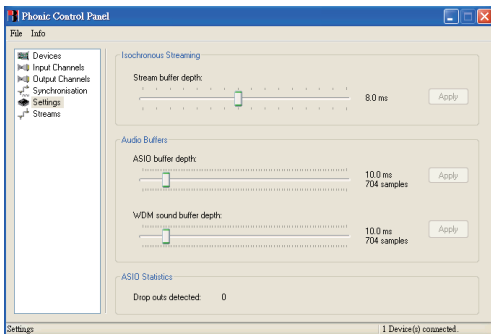 Phonic Control Panel
File Info
Devices
Input Channels
Output Channels
Synchronisation
Settings
Streams
Isochronous Streaming
Stream buffer depth:
8.0 ms
Apply
Audio Buffers
ASIO buffer depth:
10.0 ms
704 samples
Apply
WDM sound buffer depth:
10.0 ms
704 samples
Apply
ASIO Statistics
Drop outs detected: 0
Settings
1 Device(s) connected.